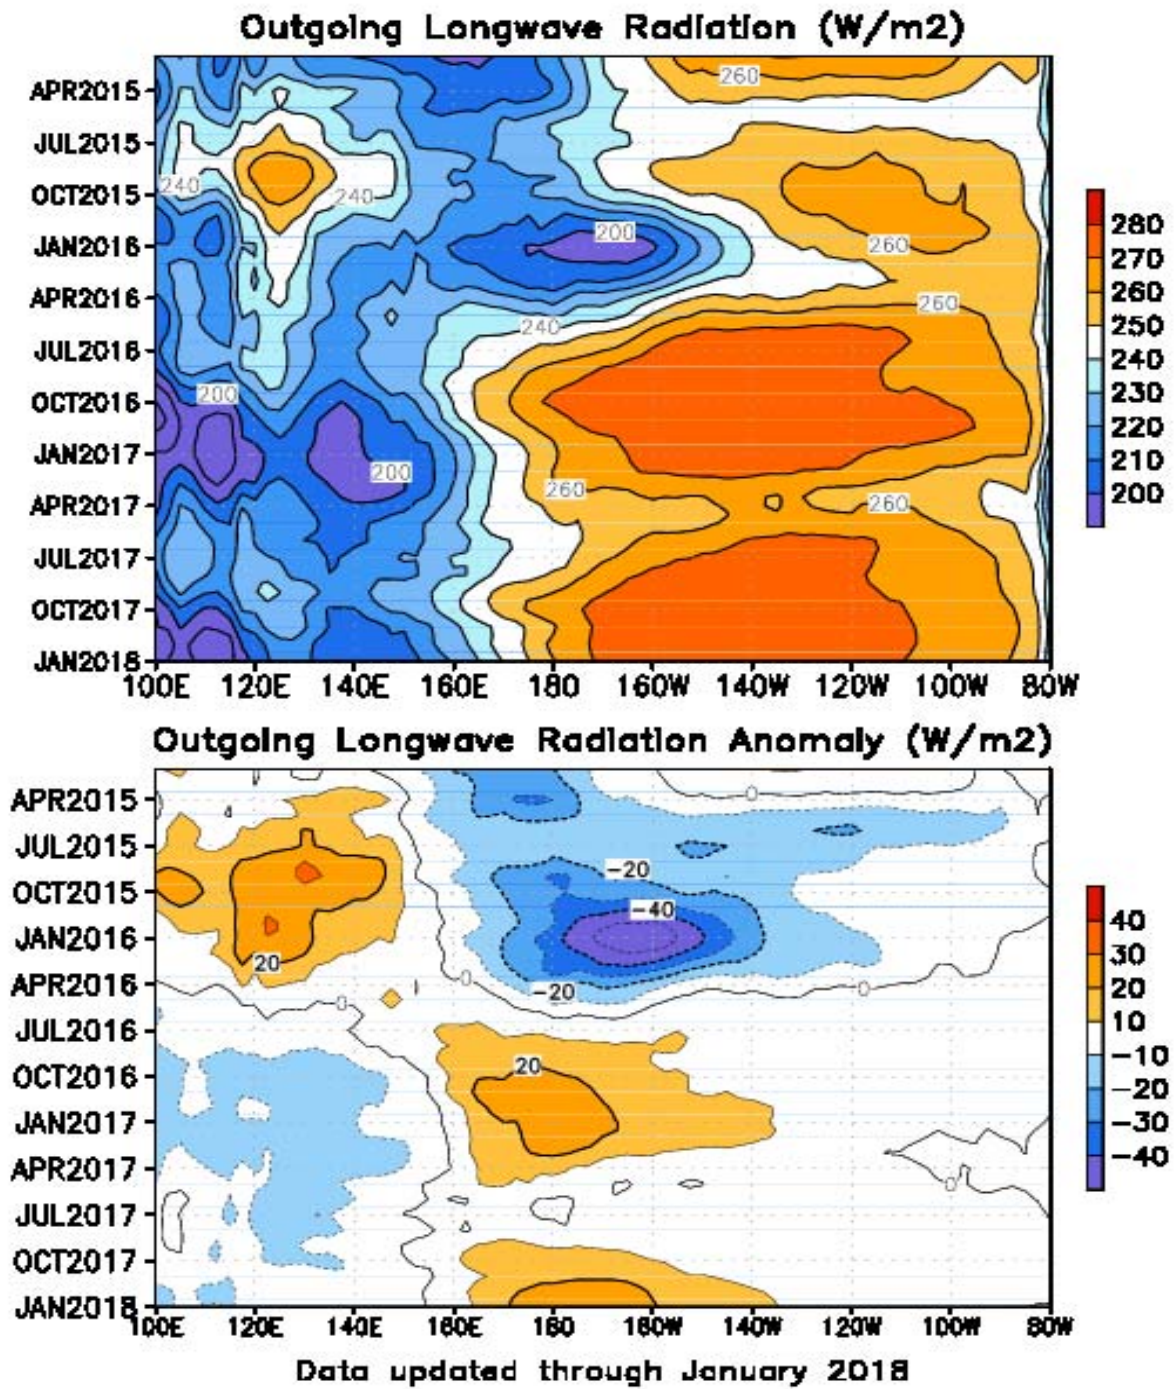 Outgoing Longwave Radiation (W/m2)
260
APR2015
JUL2015
240
240
OCT2015
200
JAN2016
260
APR2016
260
240
JUL2016
200
OCT2016
JAN2017
200
260
APR2017
260
JUL2017
OCT2017
JAN2018
100E 120E 140E 160E 180 160W 140W 120W 100W 80W
280
270
260
250
240
230
220
210
200
Outgoing Longwave Radiation Anomaly (W/m2)
APR2015
0
JUL2015
-20
OCT2015
-40
JAN2016
20
APR2016
0
-20
0
0
JUL2016
20
OCT2016
JAN2017
APR2017
0
JUL2017
OCT2017
JAN2018
100E 120E 140E 160E 180 160W 140W 120W 100W 80W
40
30
20
10
-10
-20
-30
-40
Data updated through January 2018